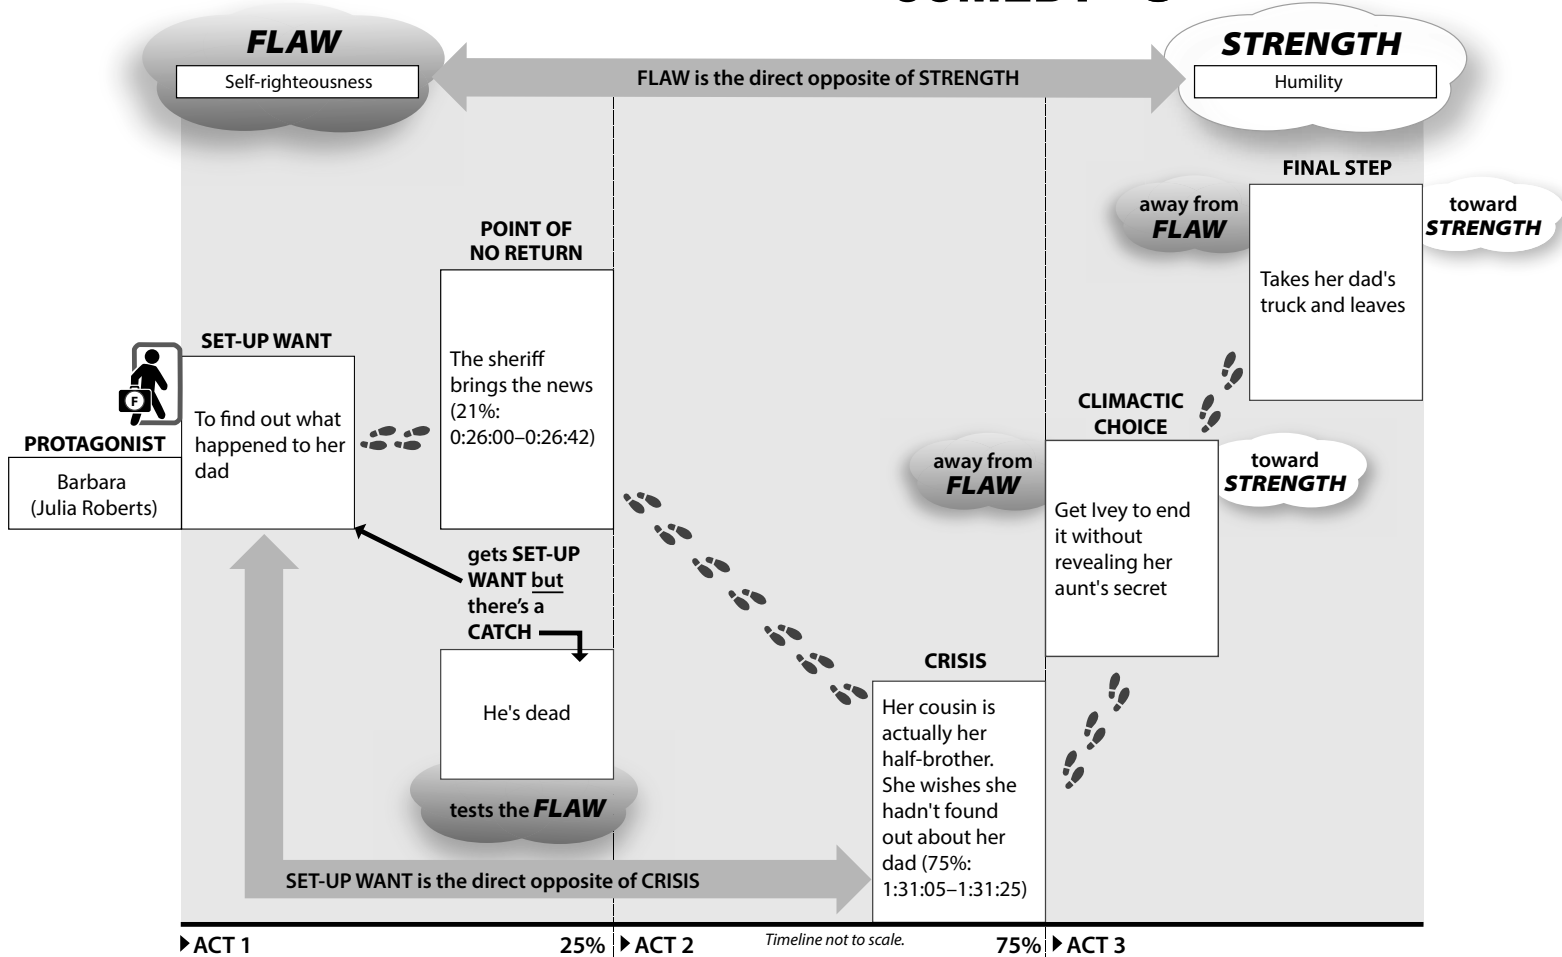 FLAW
Self-righteousness
FLAW is the direct opposite of STRENGTH
STRENGTH
Humility
FINAL STEP
away from
FLAW
toward
STRENGTH
Takes her dad's
truck and leaves
POINT OF
NO RETURN
The sheriff
brings the news
(21%:
0:26:00–0:26:42)
SET-UP WANT
To find out what
happened to her
dad
F
PROTAGONIST
Barbara
(Julia Roberts)
gets SET-UP
WANT but
there's a
CATCH
He's dead
tests the FLAW
CLIMACTIC
CHOICE
away from
FLAW
toward
STRENGTH
Get Ivey to end
it without
revealing her
aunt's secret
CRISIS
Her cousin is
actually her
half-brother.
She wishes she
hadn't found
out about her
dad (75%:
1:31:05–1:31:25)
SET-UP WANT is the direct opposite of CRISIS
ACT 1
25%
ACT 2
Timeline not to scale.
75%
ACT 3